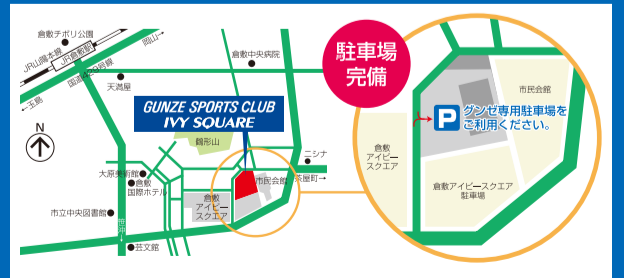 倉敷チボリ公園
岡山→
JR山陽本線
JR倉敷駅
国道429号線
←玉島
天満屋
倉敷中央病院
駐車場
完備
GUNZE SPORTS CLUB
IVY SQUARE
N
鶴形山
ニシナ
大原美術館
倉敷
国際ホテル
市民会館
茶屋町→
倉敷
アイビー
スクエア
市立中央図書館
芸文館
市民会館
P
グンゼ専用駐車場を
ご利用ください。
倉敷
アイビー
スクエア
倉敷アイビースクエア
駐車場